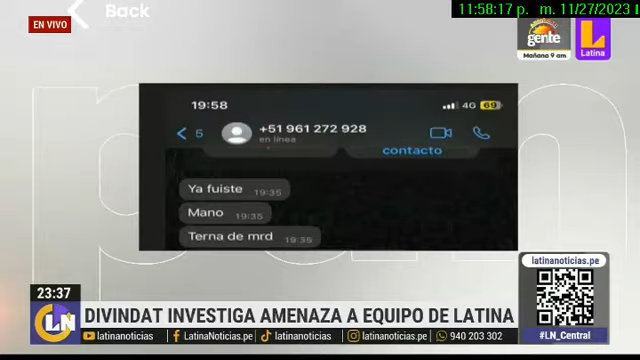 11:58:17 p. m. 11/27/2023
Back
EN VIVO
gente
Mañana 9 am
Latina
19:58
4G 69
5
+51 961 272 928
en línea
contacto
Ya fuiste 19:35
Mano 19:35
Terna de mrd 19:35
latinanoticias.pe
23:37
LN
DIVINDAT INVESTIGA AMENAZA A EQUIPO DE LATINA
latinanoticias LatinaNoticias.pe latinanoticias latinanoticias.pe 940 203 302
#LN_Central